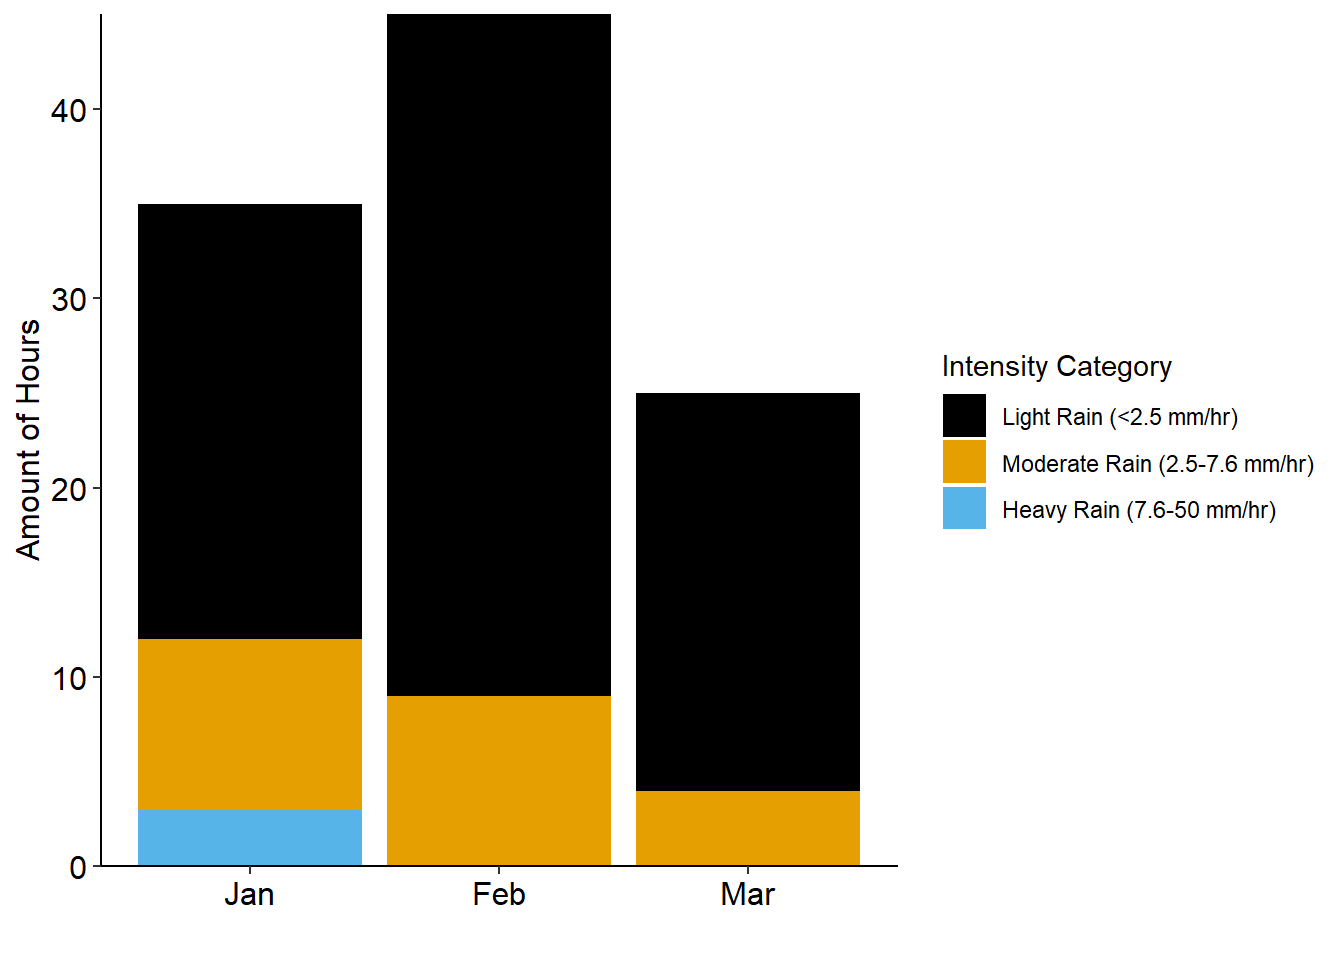 Amount of Hours
40
30
20
10
0
Jan
Feb
Mar
Intensity Category
Light Rain (<2.5 mm/hr)
Moderate Rain (2.5-7.6 mm/hr)
Heavy Rain (7.6-50 mm/hr)